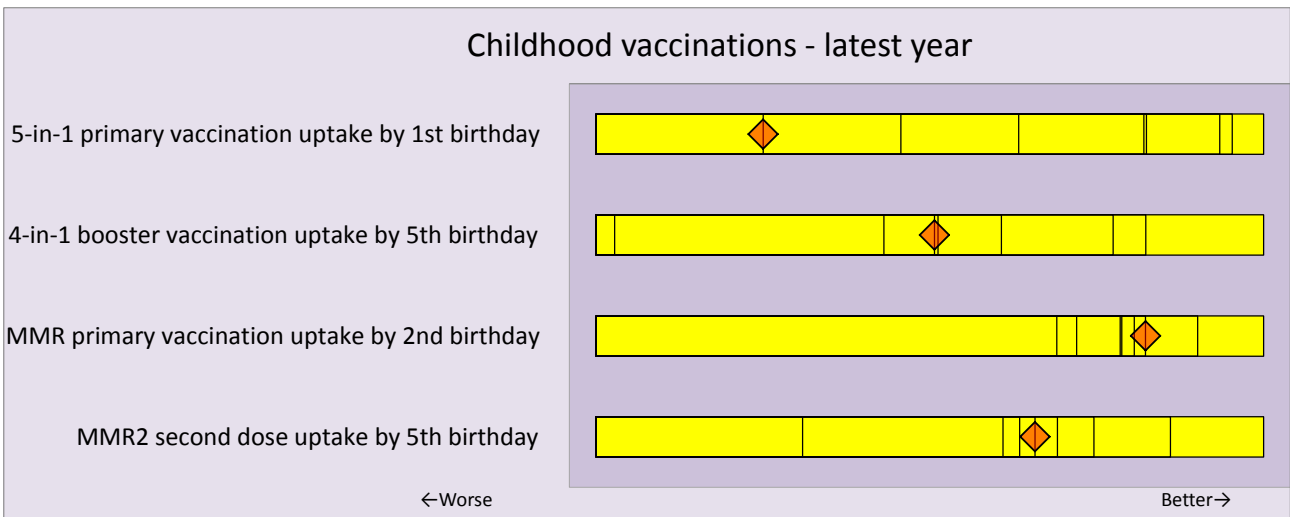 Childhood vaccinations - latest year
5-in-1 primary vaccination uptake by 1st birthday
4-in-1 booster vaccination uptake by 5th birthday
MMR primary vaccination uptake by 2nd birthday
MMR2 second dose uptake by 5th birthday
←Worse
Better→